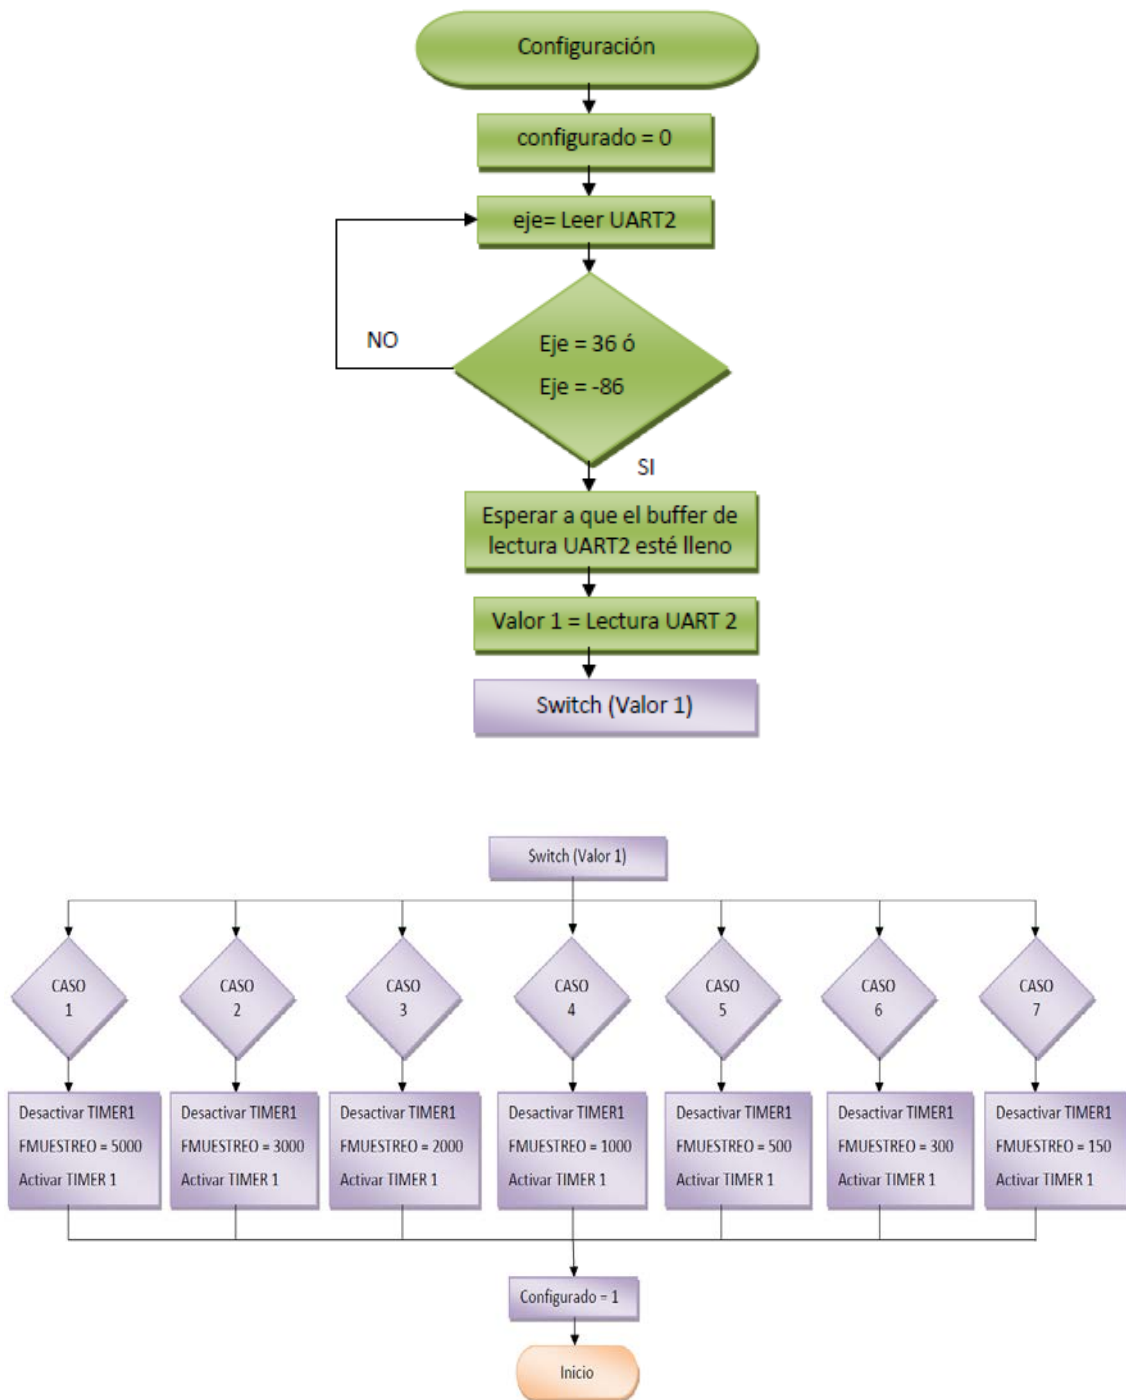 Configuración
configurado = 0
eje= Leer UART2
NO
Eje = 36 ó
Eje = -86
SI
Esperar a que el buffer de
lectura UART2 esté lleno
Valor 1 = Lectura UART 2
Switch (Valor 1)
Switch (Valor 1)
CASO
1
CASO
2
CASO
3
CASO
4
CASO
5
CASO
6
CASO
7
Desactivar TIMER1
FMUESTREO = 5000
Activar TIMER 1
Desactivar TIMER1
FMUESTREO = 3000
Activar TIMER 1
Desactivar TIMER1
FMUESTREO = 2000
Activar TIMER 1
Desactivar TIMER1
FMUESTREO = 1000
Activar TIMER 1
Desactivar TIMER1
FMUESTREO = 500
Activar TIMER 1
Desactivar TIMER1
FMUESTREO = 300
Activar TIMER 1
Desactivar TIMER1
FMUESTREO = 150
Activar TIMER 1
Configurado = 1
Inicio